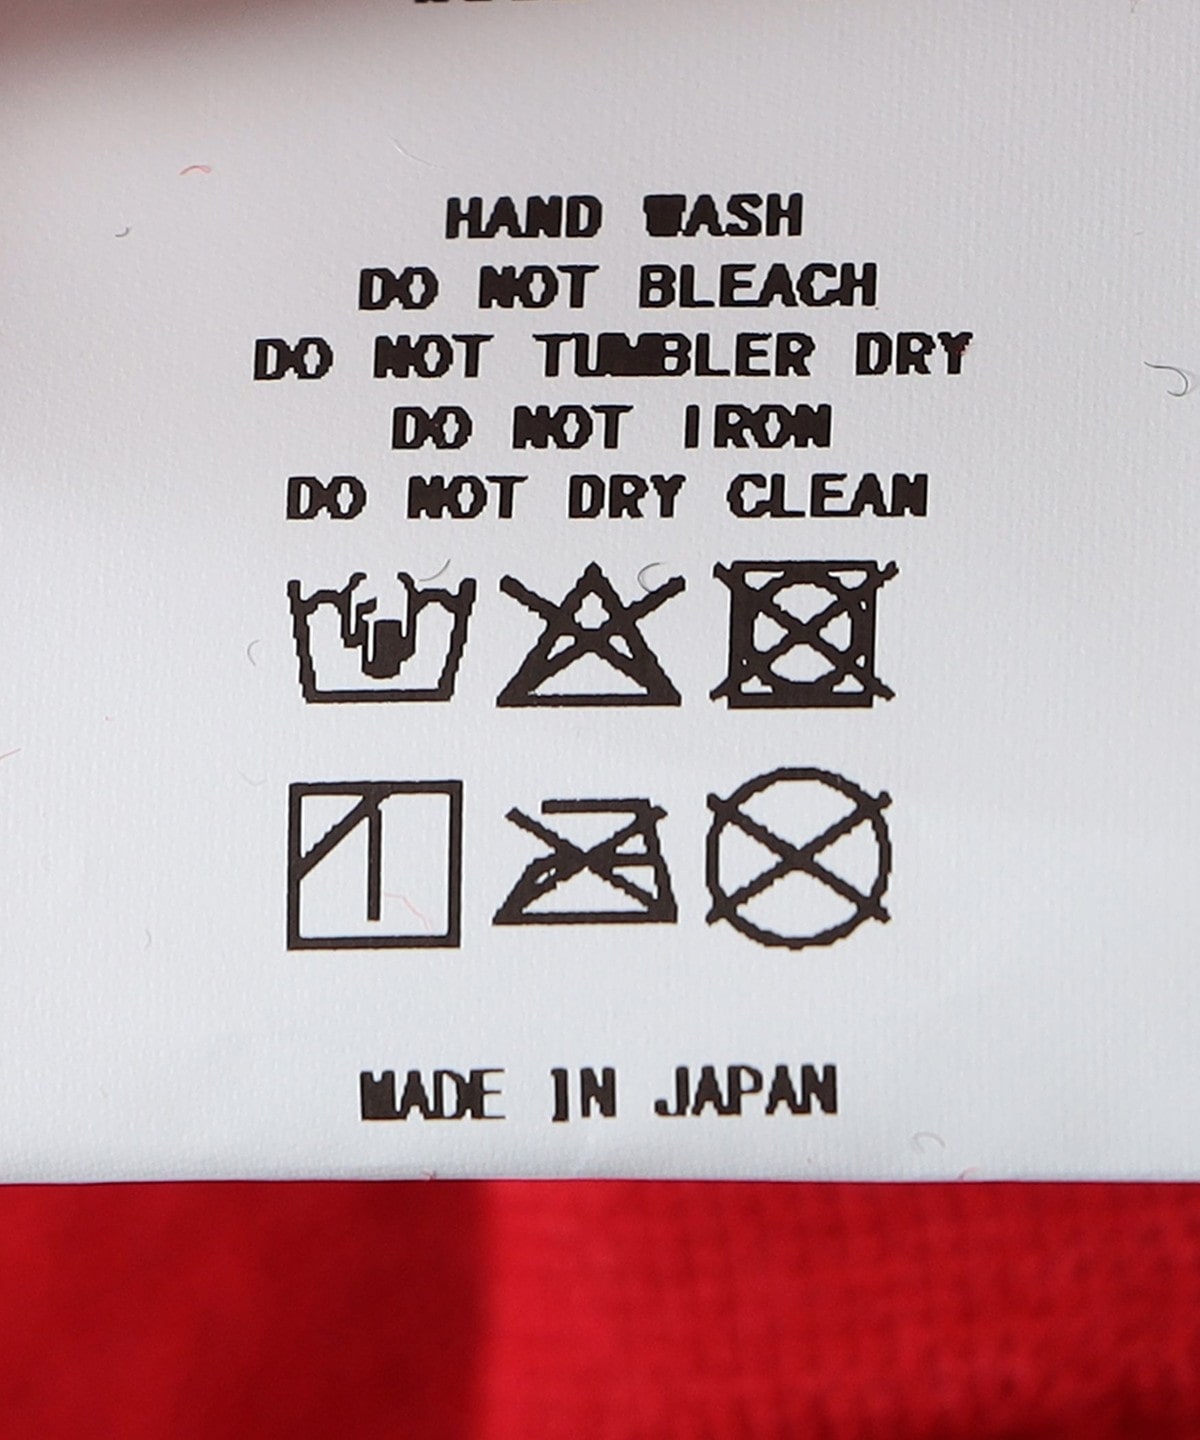 HAND WASH
DO NOT BLEACH
DO NOT TUMBLER DRY
DO NOT IRON
DO NOT DRY CLEAN
MADE IN JAPAN